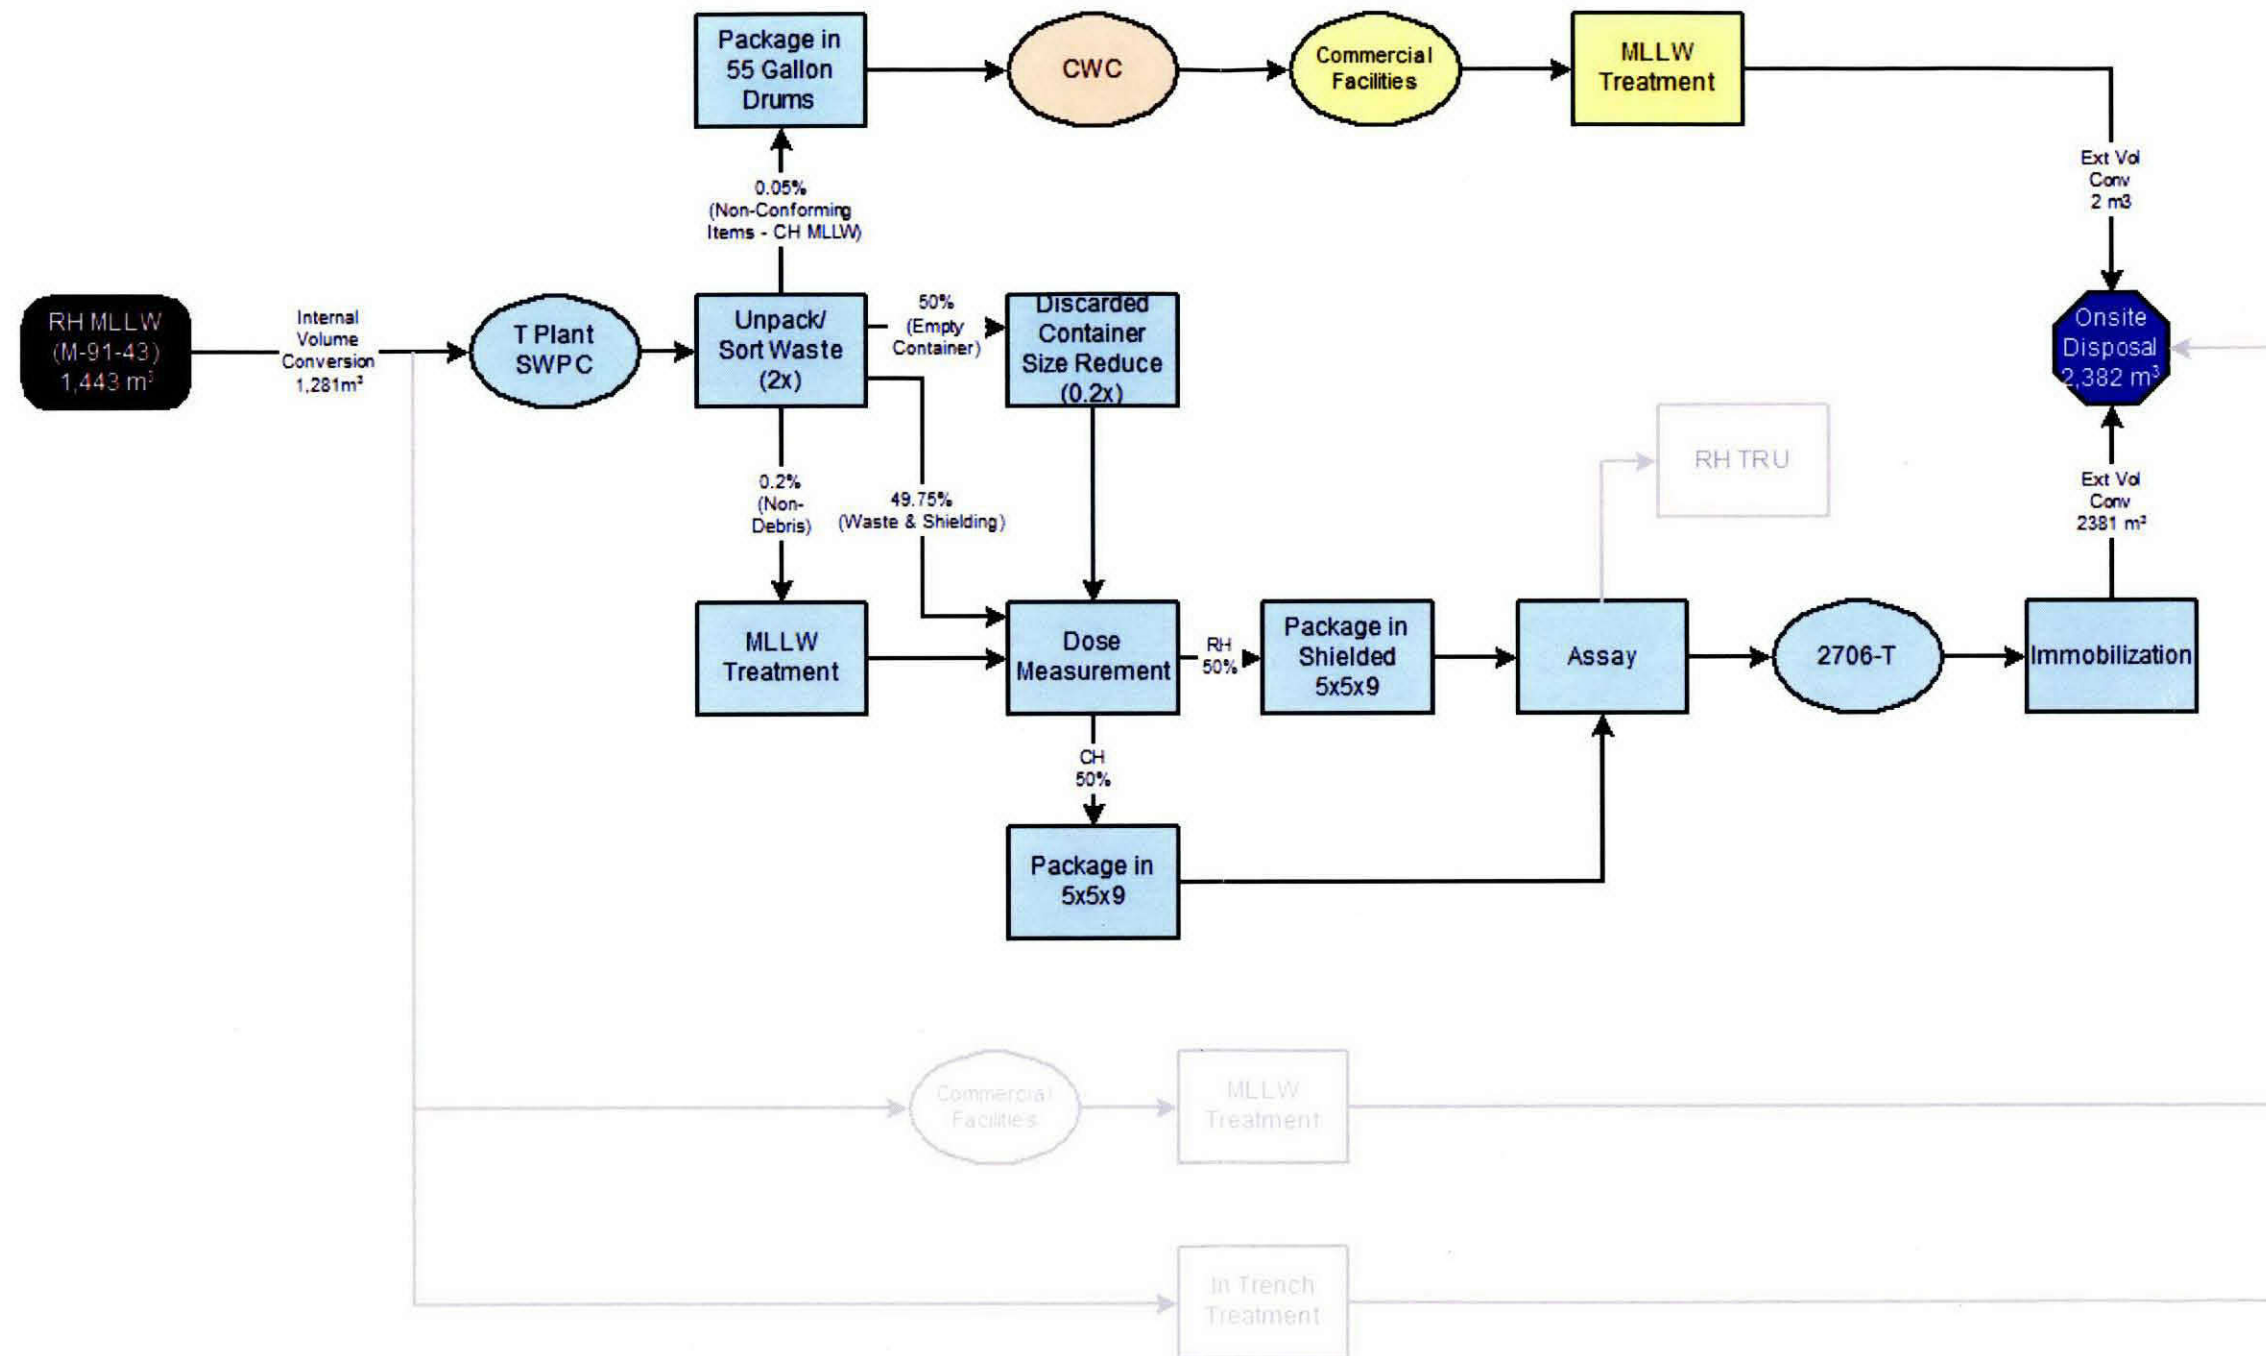 Package in
55 Gallon
Drums
CWC
Commercial
Facilities
MLLW
Treatment
Ext Vol
Conv
2 m3
0.05%
(Non-Conforming
Items - CH MLLW)
RH MLLW
(M-91-43)
1,443 m³
Internal
Volume
Conversion
1,281m³
T Plant
SWPC
Unpack/
Sort Waste
(2x)
50%
(Empty
Container)
Discarded
Container
Size Reduce
(0.2x)
Onsite
Disposal
2,382 m³
0.2%
(Non-
Debris)
49.75%
(Waste & Shielding)
RH TRU
Ext Vol
Conv
2381 m³
MLLW
Treatment
Dose
Measurement
RH
50%
Package in
Shielded
5x5x9
Assay
2706-T
Immobilization
CH
50%
Package in
5x5x9
Commercial
Facilities
MLLW
Treatment
In Trench
Treatment